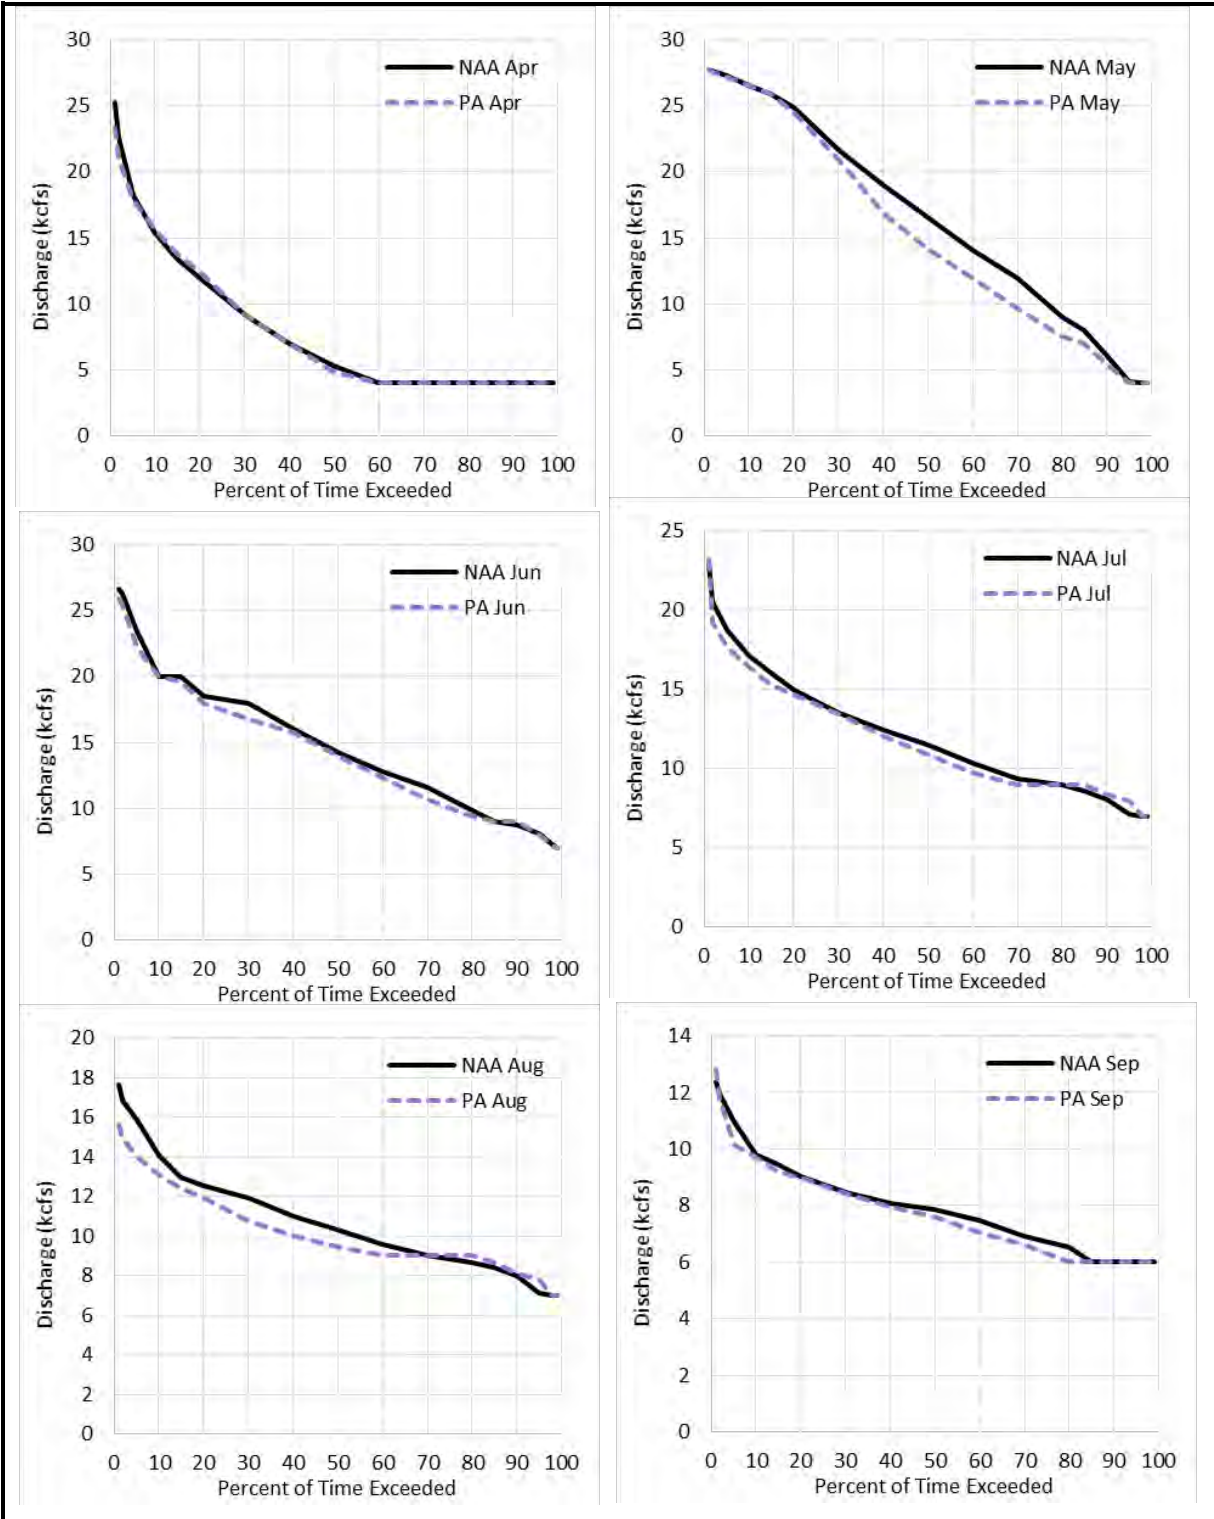 30
25
20
15
10
5
0
Discharge (kcfs)
NAA Apr
PA Apr
0 10 20 30 40 50 60 70 80 90 100
Percent of Time Exceeded
30
25
20
15
10
5
0
Discharge (kcfs)
NAA May
PA May
0 10 20 30 40 50 60 70 80 90 100
Percent of Time Exceeded
30
25
20
15
10
5
0
Discharge (kcfs)
NAA Jun
PA Jun
0 10 20 30 40 50 60 70 80 90 100
Percent of Time Exceeded
25
20
15
10
5
0
Discharge (kcfs)
NAA Jul
PA Jul
0 10 20 30 40 50 60 70 80 90 100
Percent of Time Exceeded
20
18
16
14
12
10
8
6
4
2
0
Discharge (kcfs)
NAA Aug
PA Aug
0 10 20 30 40 50 60 70 80 90 100
Percent of Time Exceeded
14
12
10
8
6
4
2
0
Discharge (kcfs)
NAA Sep
PA Sep
0 10 20 30 40 50 60 70 80 90 100
Percent of Time Exceeded